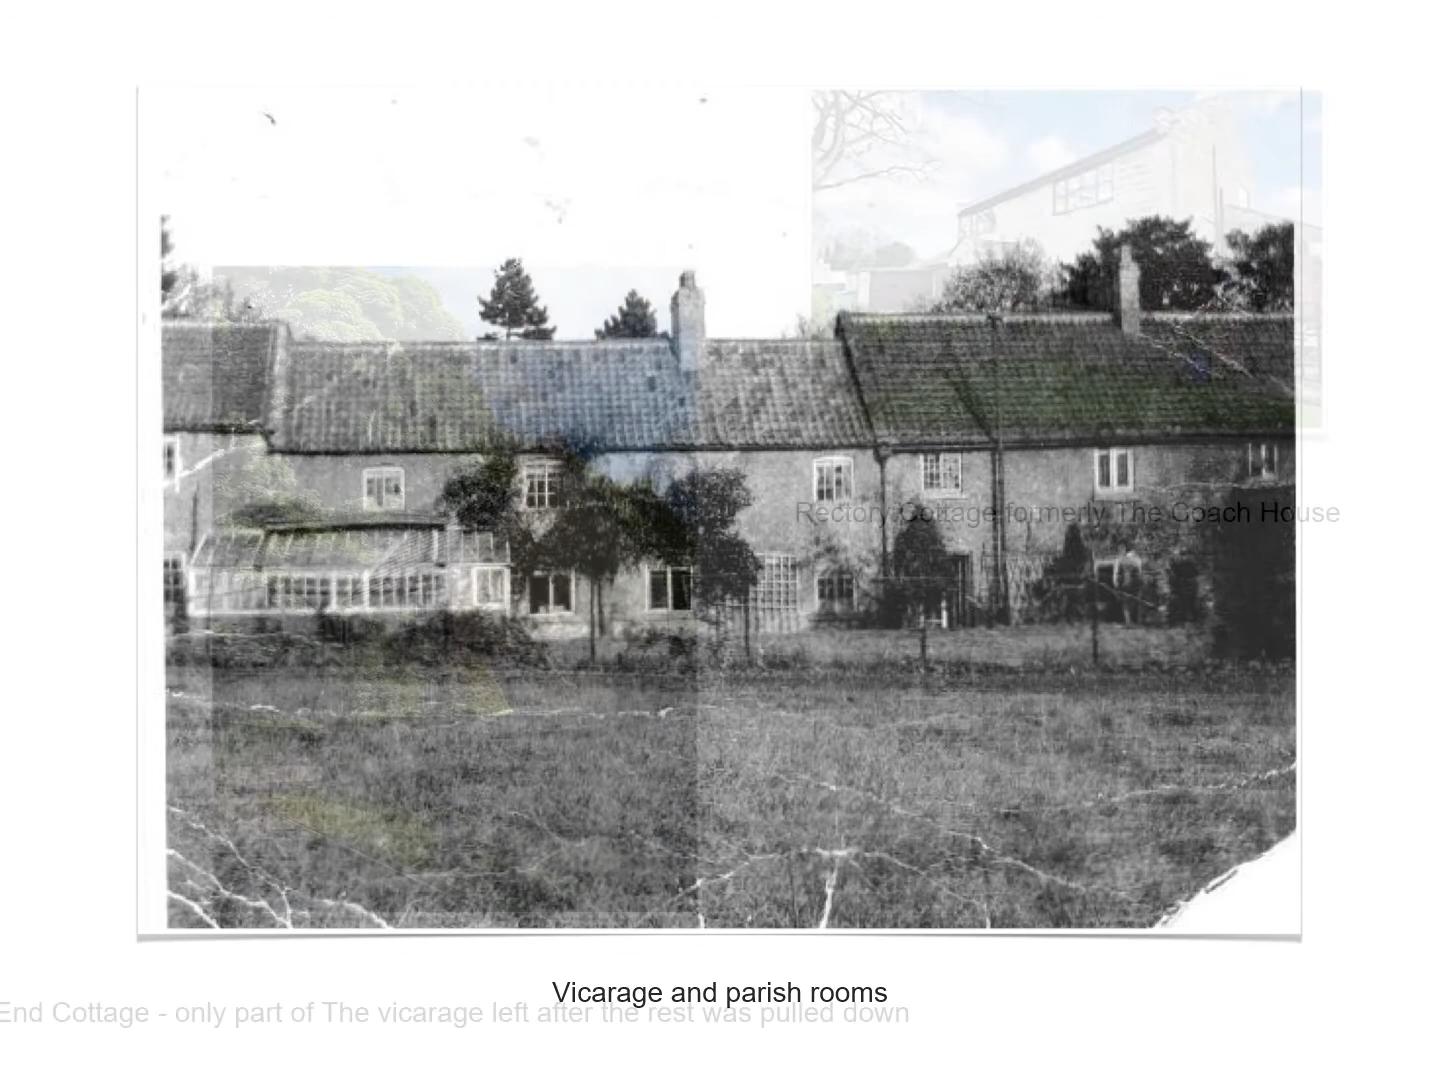 Rectory Cottage formerly The Coach House
Vicarage and parish rooms
End Cottage - only part of The vicarage left after the rest was pulled down